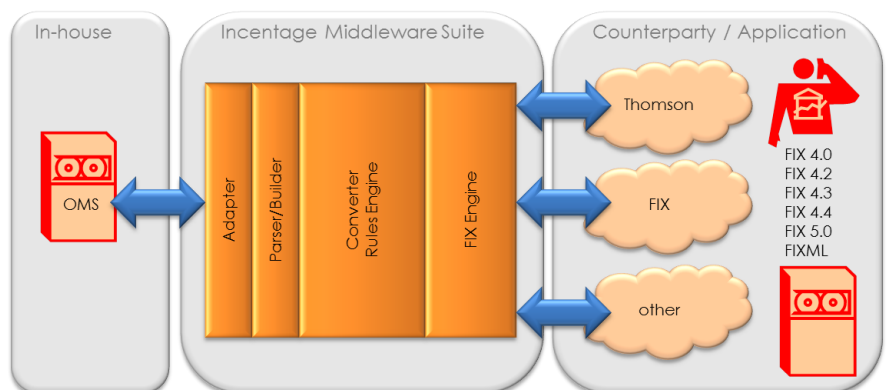 In-house
Incentage Middleware Suite
Counterparty / Application
OMS
Adapter
Parser/Builder
Converter
Rules Engine
FIX Engine
Thomson
FIX
other
FIX 4.0
FIX 4.2
FIX 4.3
FIX 4.4
FIX 5.0
FIXML